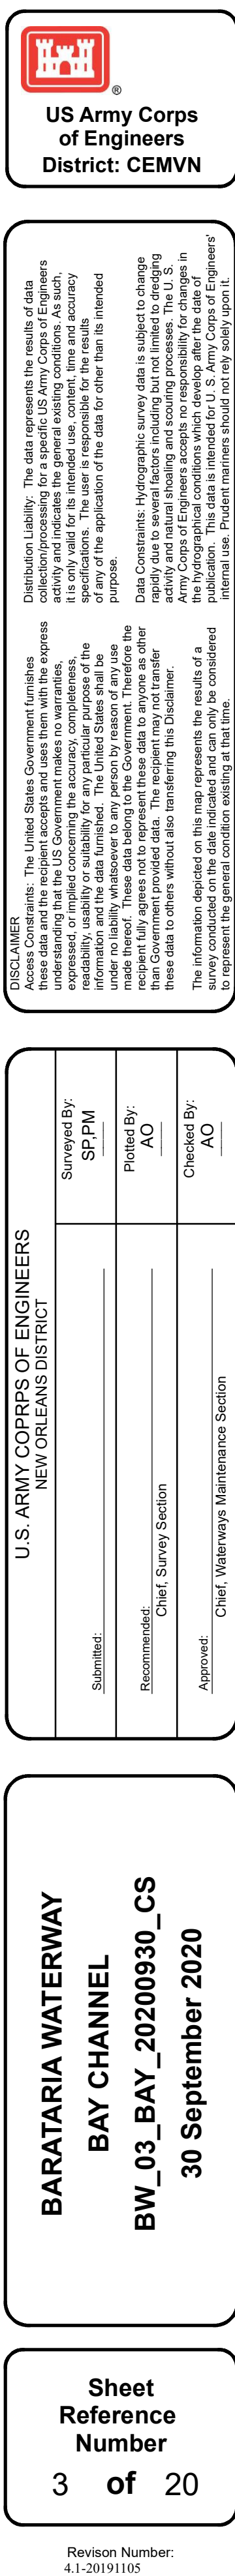 ®
US Army Corps
of Engineers
District: CEMVN
DISCLAIMER
Access Constraints: The United States Government furnishes
these data and the recipient accepts and uses them with the express
understanding that the US Government makes no warranties,
expressed, or implied concerning the accuracy, completeness,
readability, usability or suitability for any particular purpose of the
information and the data furnished. The United States shall be
under no liability whatsoever to any person by reason of any use
made thereof. These data belong to the Government. Therefore the
recipient fully agrees not to represent these data to anyone as other
than Government provided data. The recipient may not transfer
these data to others without also transferring this Disclaimer.
The information depicted on this map represents the results of a
survey conducted on the date indicated and can only be considered
to represent the general condition existing at that time.
Distribution Liability: The data represents the results of data
collection/processing for a specific US Army Corps of Engineers
activity and indicates the general existing conditions. As such,
it is only valid for its intended use, content, time and accuracy
specifications. The user is responsible for the results
of any of the application of the data for other than its intended
purpose.
Data Constraints: Hydrographic survey data is subject to change
rapidly due to several factors including but not limited to dredging
activity and natural shoaling and scouring processes. The U. S.
Army Corps of Engineers accepts no responsibility for changes in
the hydrographical conditions which develop after the date of
publication. This date is intended for U. S. Army Corps of Engineers'
internal use. Prudent mariners should not rely solely upon it.
U.S. ARMY COPRPS OF ENGINEERS
NEW ORLEANS DISTRICT
Submitted:
Surveyed By:
SP,PM
Recommended:
Chief, Survey Section
Plotted By:
AO
Approved:
Chief, Waterways Maintenance Section
Checked By:
AO
BARATARIA WATERWAY
BAY CHANNEL
BW_03_BAY_20200930_CS
30 September 2020
Sheet
Reference
Number
3 of 20
Revison Number:
4.1-20191105